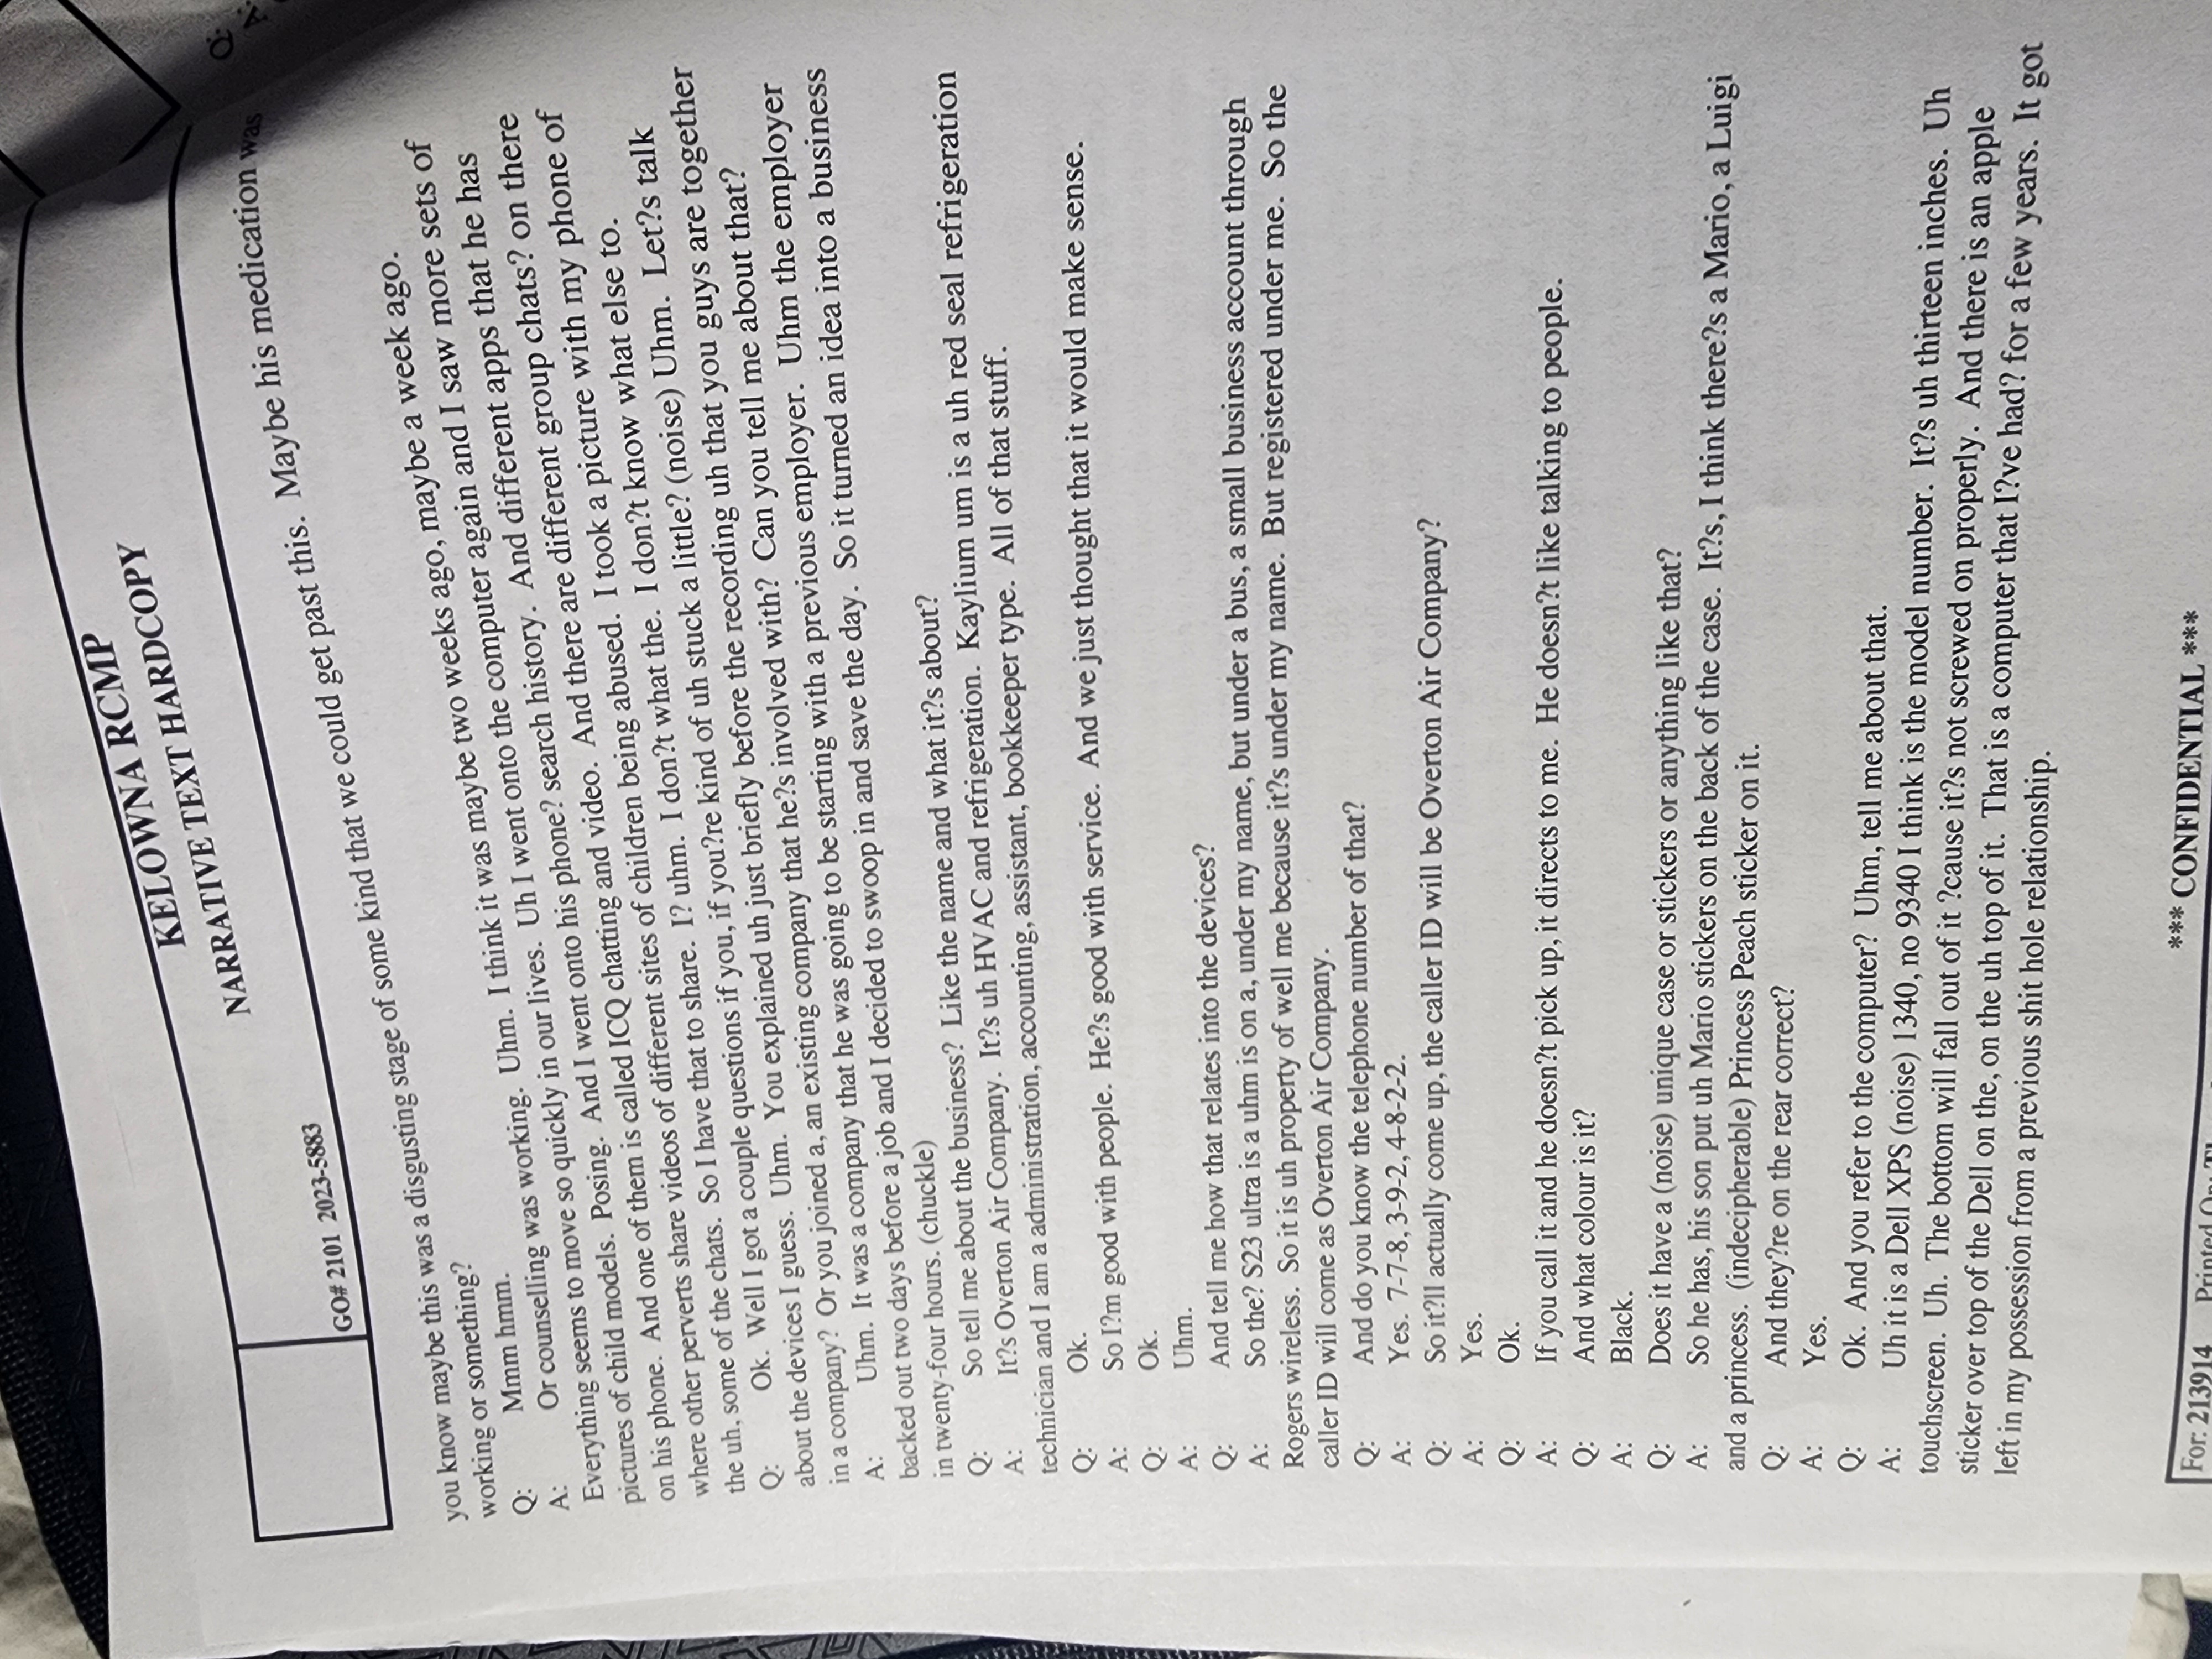 KELOWNA RCMP
NARRATIVE TEXT HARDCOPY
GO# 2101 2023-5883
you know maybe this was a disgusting stage of some kind that we could get past this. Maybe his medication was
working or something?
Q: Mmm hmm.
A: Or counselling was working. Uhm. I think it was maybe two weeks ago, maybe a week ago.
Everything seems to move so quickly in our lives. Uh I went onto the computer again and I saw more sets of
pictures of child models. Posing. And I went onto his phone? search history. And different apps that he has
on his phone. And one of them is called ICQ chatting and video. And there are different group chats? on there
where other perverts share videos of different sites of children being abused. I took a picture with my phone of
the uh, some of the chats. So I have that to share. I? uhm. I don?t what the. I don?t know what else to.
Q: Ok. Well I got a couple questions if you, if you?re kind of uh stuck a little? (noise) Uhm. Let?s talk
about the devices I guess. Uhm. You explained uh just briefly before the recording uh that you guys are together
in a company? Or you joined a, an existing company that he?s involved with? Can you tell me about that?
A: Uhm. It was a company that he was going to be starting with a previous employer. Uhm the employer
backed out two days before a job and I decided to swoop in and save the day. So it turned an idea into a business
in twenty-four hours. (chuckle)
Q: So tell me about the business? Like the name and what it?s about?
A: It?s Overton Air Company. It?s uh HVAC and refrigeration. Kaylium um is a uh red seal refrigeration
technician and I am a administration, accounting, assistant, bookkeeper type. All of that stuff.
Q: Ok.
A: So I?m good with people. He?s good with service. And we just thought that it would make sense.
Q: Ok.
A: Uhm.
Q: And tell me how that relates into the devices?
A: So the? S23 ultra is a uhm is on a, under my name, but under a bus, a small business account through
Rogers wireless. So it is uh property of well me because it?s under my name. But registered under me. So the
caller ID will come as Overton Air Company.
Q: And do you know the telephone number of that?
A: Yes. 7-7-8, 3-9-2, 4-8-2-2.
Q: So it?ll actually come up, the caller ID will be Overton Air Company?
A: Yes.
Q: Ok.
A: If you call it and he doesn?t pick up, it directs to me. He doesn?t like talking to people.
Q: And what colour is it?
A: Black.
Q: Does it have a (noise) unique case or stickers or anything like that?
A: So he has, his son put uh Mario stickers on the back of the case. It?s, I think there?s a Mario, a Luigi
and a princess. (indecipherable) Princess Peach sticker on it.
Q: And they?re on the rear correct?
A: Yes.
Q: Ok. And you refer to the computer? Uhm, tell me about that.
A: Uh it is a Dell XPS (noise) 1340, no 9340 I think is the model number. It?s uh thirteen inches. Uh
touchscreen. Uh. The bottom will fall out of it ?cause it?s not screwed on properly. And there is an apple
sticker over top of the Dell on the, on the uh top of it. That is a computer that I?ve had? for a few years. It got
left in my possession from a previous shit hole relationship.
*** CONFIDENTIAL ***
For: 213914 Printed On:
Q:
A: